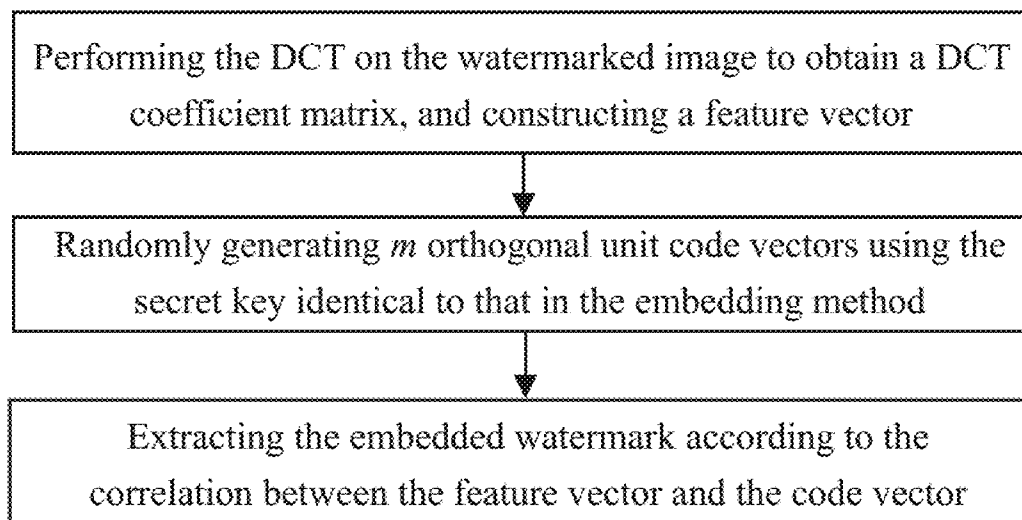 Performing the DCT on the watermarked image to obtain a DCT
coefficient matrix, and constructing a feature vector
Randomly generating m orthogonal unit code vectors using the
secret key identical to that in the embedding method
Extracting the embedded watermark according to the
correlation between the feature vector and the code vector